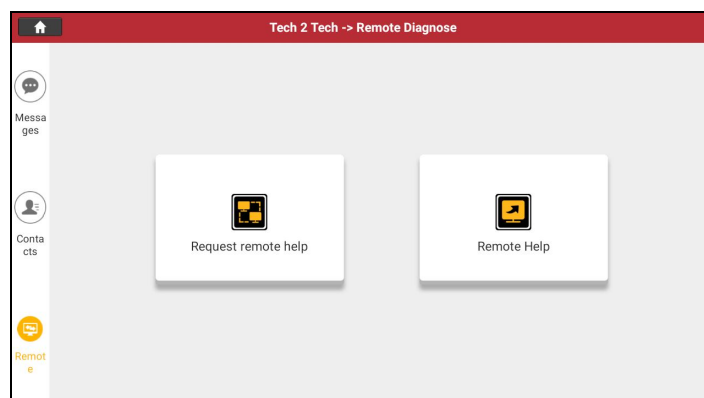 Tech 2 Tech -> Remote Diagnose
Messa
ges
Request remote help
Remote Help
Conta
cts
Remot
e